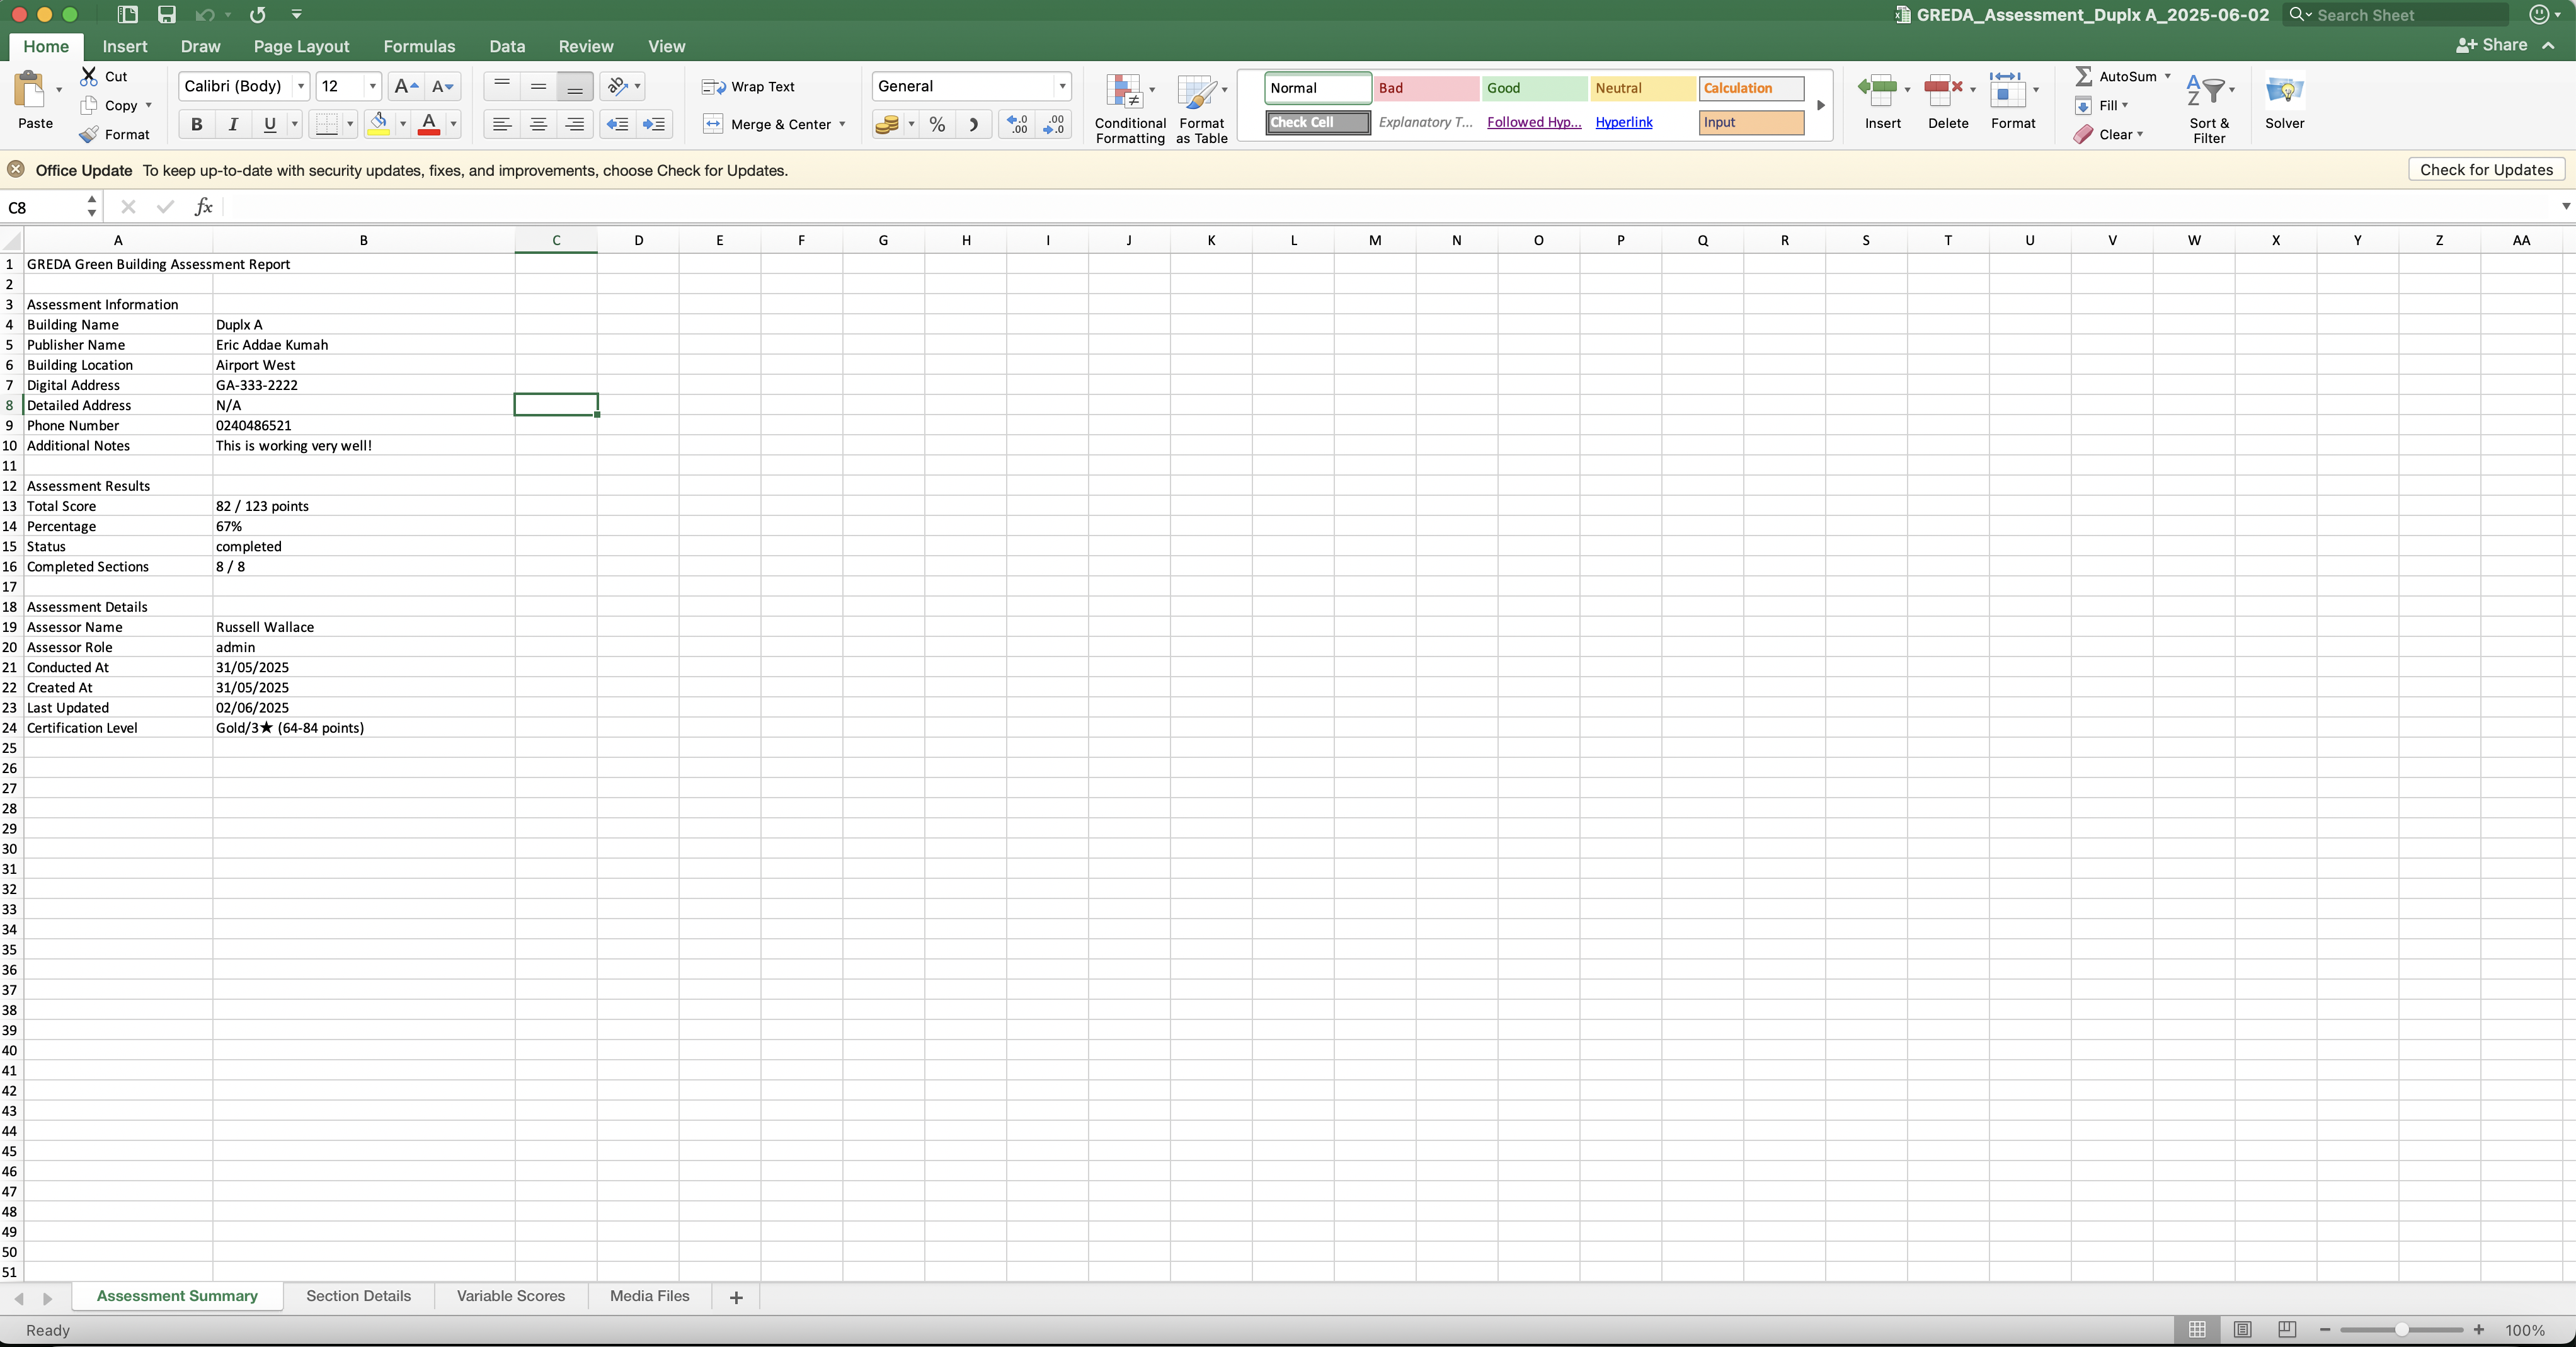 GREDA_Assessment_Duplx A_2025-06-02
Search Sheet
Home Insert Draw Page Layout Formulas Data Review View
Share
Paste
Cut
Copy
Format
Calibri (Body) 12
B I U
Wrap Text
Merge & Center
General
Conditional Formatting
Format as Table
Normal Bad Good Neutral Calculation
Check Cell Explanatory T... Followed Hyp... Hyperlink Input
Insert Delete Format
AutoSum
Fill
Clear
Sort & Filter
Solver
Office Update To keep up-to-date with security updates, fixes, and improvements, choose Check for Updates.
Check for Updates
C8 fx
A B C D E F G H I J K L M N O P Q R S T U V W X Y Z AA
1 GREDA Green Building Assessment Report
2
3 Assessment Information
4 Building Name Duplx A
5 Publisher Name Eric Addae Kumah
6 Building Location Airport West
7 Digital Address GA-333-2222
8 Detailed Address N/A
9 Phone Number 0240486521
10 Additional Notes This is working very well!
11
12 Assessment Results
13 Total Score 82 / 123 points
14 Percentage 67%
15 Status completed
16 Completed Sections 8 / 8
17
18 Assessment Details
19 Assessor Name Russell Wallace
20 Assessor Role admin
21 Conducted At 31/05/2025
22 Created At 31/05/2025
23 Last Updated 02/06/2025
24 Certification Level Gold/3★ (64-84 points)
25
26
27
28
29
30
31
32
33
34
35
36
37
38
39
40
41
42
43
44
45
46
47
48
49
50
51
Assessment Summary Section Details Variable Scores Media Files +
Ready
100%